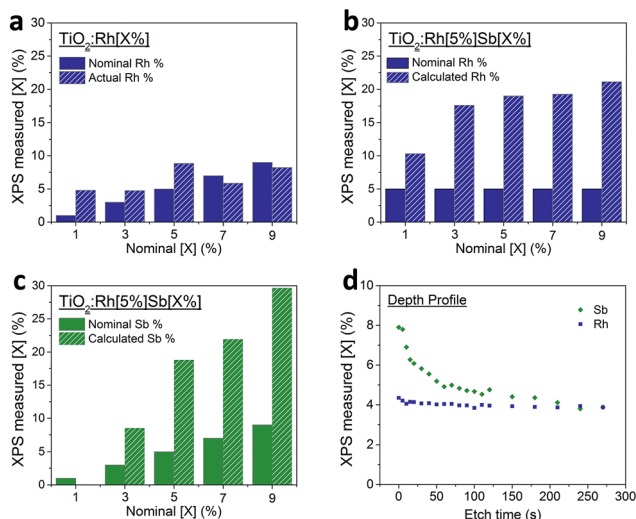 a
TiO₂:Rh[X%]
Nominal Rh %
Actual Rh %
XPS measured [X] (%)
30
25
20
15
10
5
0
1 3 5 7 9
Nominal [X] (%)
b
TiO₂:Rh[5%]Sb[X%]
Nominal Rh %
Calculated Rh %
XPS measured [X] (%)
30
25
20
15
10
5
0
1 3 5 7 9
Nominal [X] (%)
c
TiO₂:Rh[5%]Sb[X%]
Nominal Sb %
Calculated Sb %
XPS measured [X] (%)
30
25
20
15
10
5
0
1 3 5 7 9
Nominal [X] (%)
d
Depth Profile
Sb
Rh
XPS measured [X] (%)
10
8
6
4
2
0
0 50 100 150 200 250 300
Etch time (s)